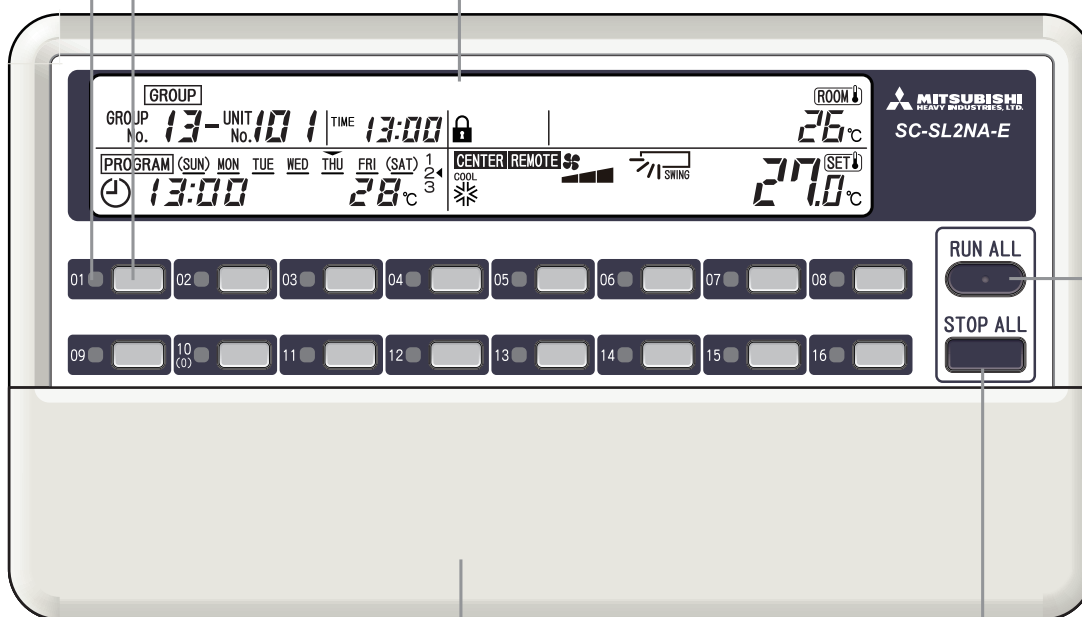 GROUP
GROUP No. 13-UNIT No. 101 TIME 13:00
ROOM
26℃
PROGRAM (SUN) MON TUE WED THU FRI (SAT) 1 2 3
13:00 28℃
CENTER REMOTE
COOL
SWING
SET
27.0℃
MITSUBISHI
HEAVY INDUSTRIES, LTD.
SC-SL2NA-E
RUN ALL
01 02 03 04 05 06 07 08
STOP ALL
09 10 11 12 13 14 15 16
(0)